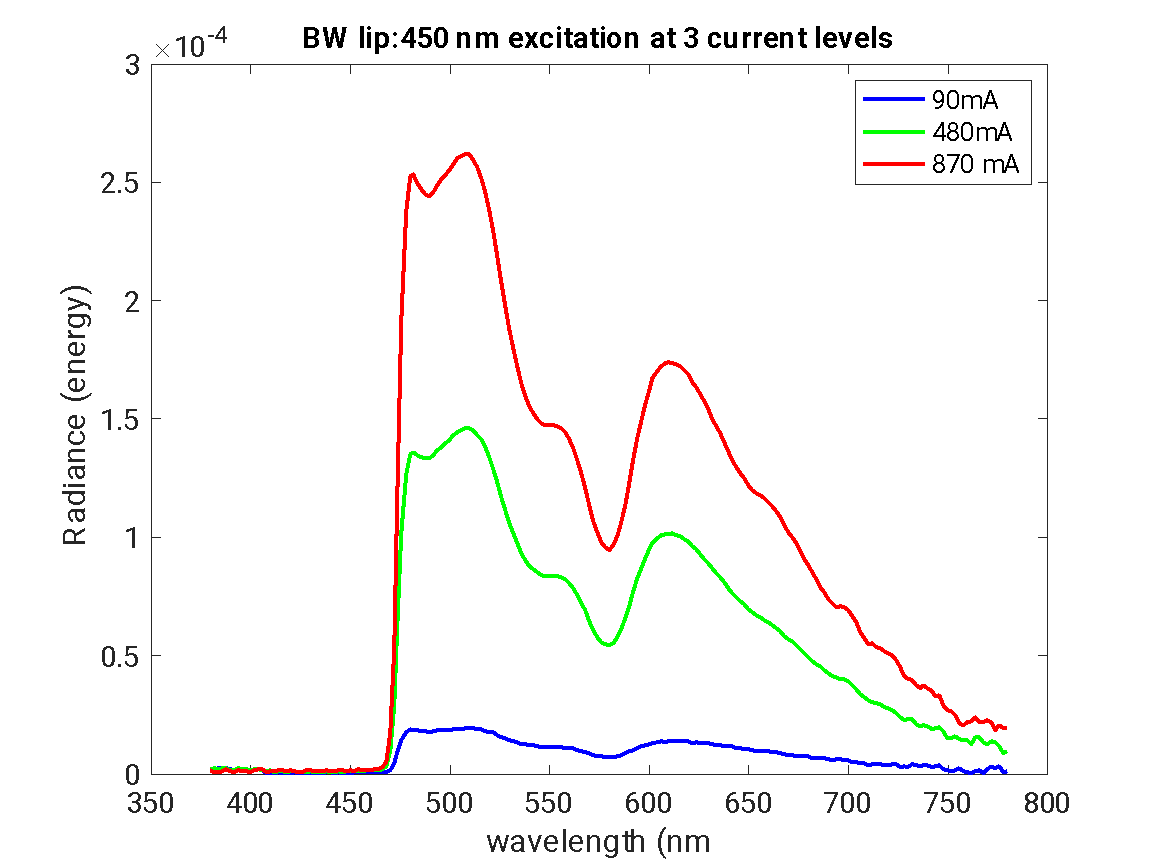 BW lip:450 nm excitation at 3 current levels
×10-4
3
2.5
2
1.5
1
0.5
0
Radiance (energy)
90mA
480mA
870 mA
350 400 450 500 550 600 650 700 750 800
wavelength (nm